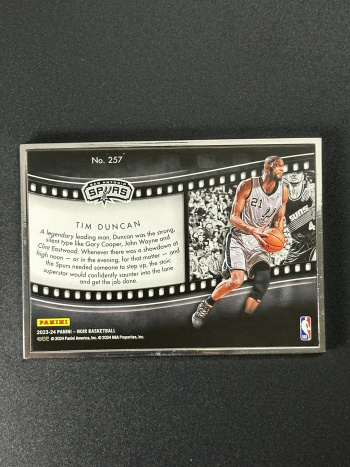 No. 257
SAN ANTONIO
SPURS
TIM DUNCAN
A legendary leading man, Duncan was the strong,
silent type like Gary Cooper, John Wayne and
Clint Eastwood. Whenever there was a showdown at
high noon — or in the evening, for that matter — and
the Spurs needed someone to step up, the stoic
superstar would confidently saunter into the lane
and get the job done.
21
PANINI
2023-24 PANINI – NOIR BASKETBALL
© 2024 Panini America, Inc. © 2024 NBA Properties, Inc.
NBA